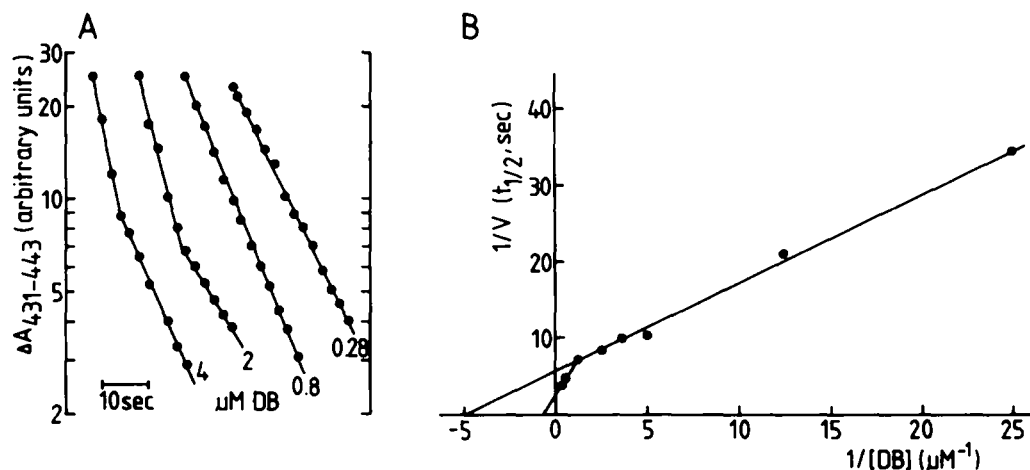 A
ΔA431-443 (arbitrary units)
30
20
10
5
2
10sec
µM DB
4
2
0.8
0.28
B
1/V (t1/2, sec)
40
30
20
10
-5
0
5
10
15
20
25
1/[DB] (µM⁻¹)